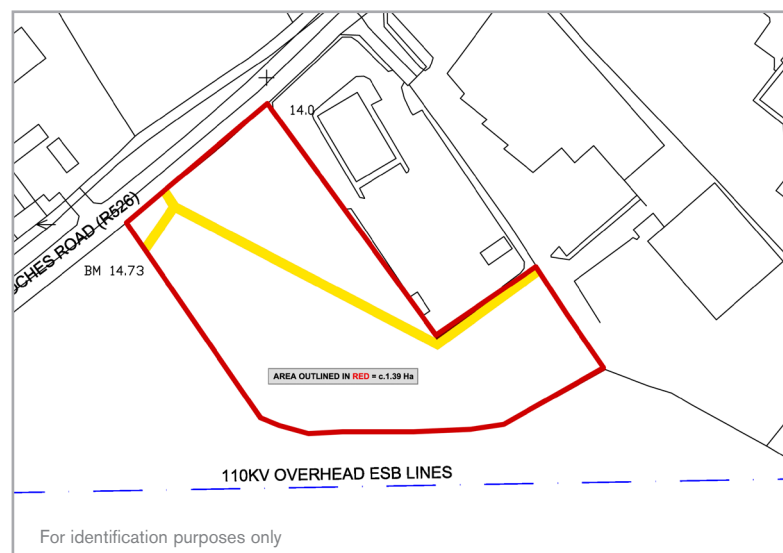 14.0
ROAD (R526)
BM 14.73
AREA OUTLINED IN RED = c.1.39 Ha
110KV OVERHEAD ESB LINES
For identification purposes only